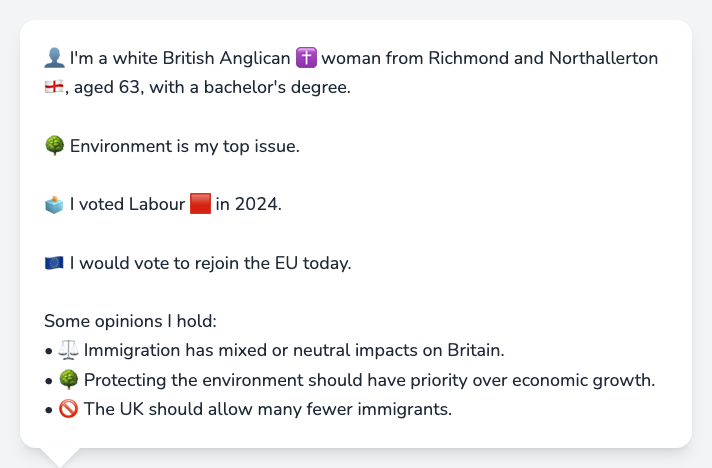 👤 I'm a white British Anglican ✝️ woman from Richmond and Northallerton
🏴󠁧󠁢󠁥󠁮󠁧󠁿, aged 63, with a bachelor's degree.
🌳 Environment is my top issue.
🗳️ I voted Labour 🟥 in 2024.
🇪🇺 I would vote to rejoin the EU today.
Some opinions I hold:
• ⚖️ Immigration has mixed or neutral impacts on Britain.
• 🌳 Protecting the environment should have priority over economic growth.
• 🚫 The UK should allow many fewer immigrants.